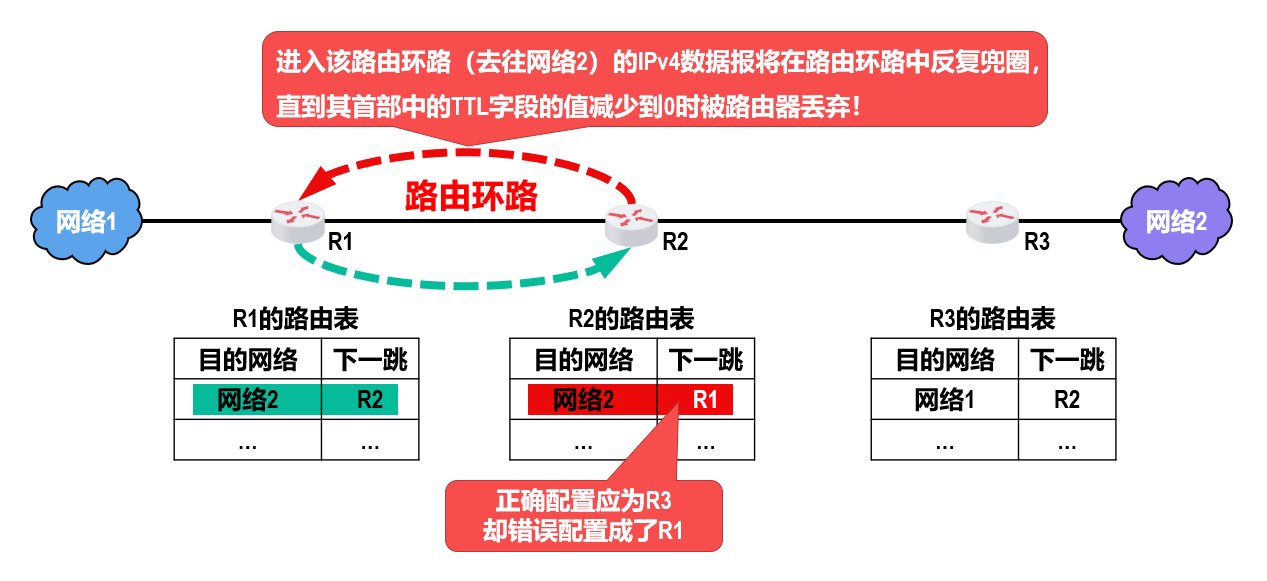 进入该路由环路（去往网络2）的IPv4数据报将在路由环路中反复兜圈，
直到其首部中的TTL字段的值减少到0时被路由器丢弃！
路由环路
网络1
R1
R2
R3
网络2
R1的路由表
目的网络 下一跳
网络2 R2
... ...
R2的路由表
目的网络 下一跳
网络2 R1
... ...
R3的路由表
目的网络 下一跳
网络1 R2
... ...
正确配置应为R3
却错误配置成了R1